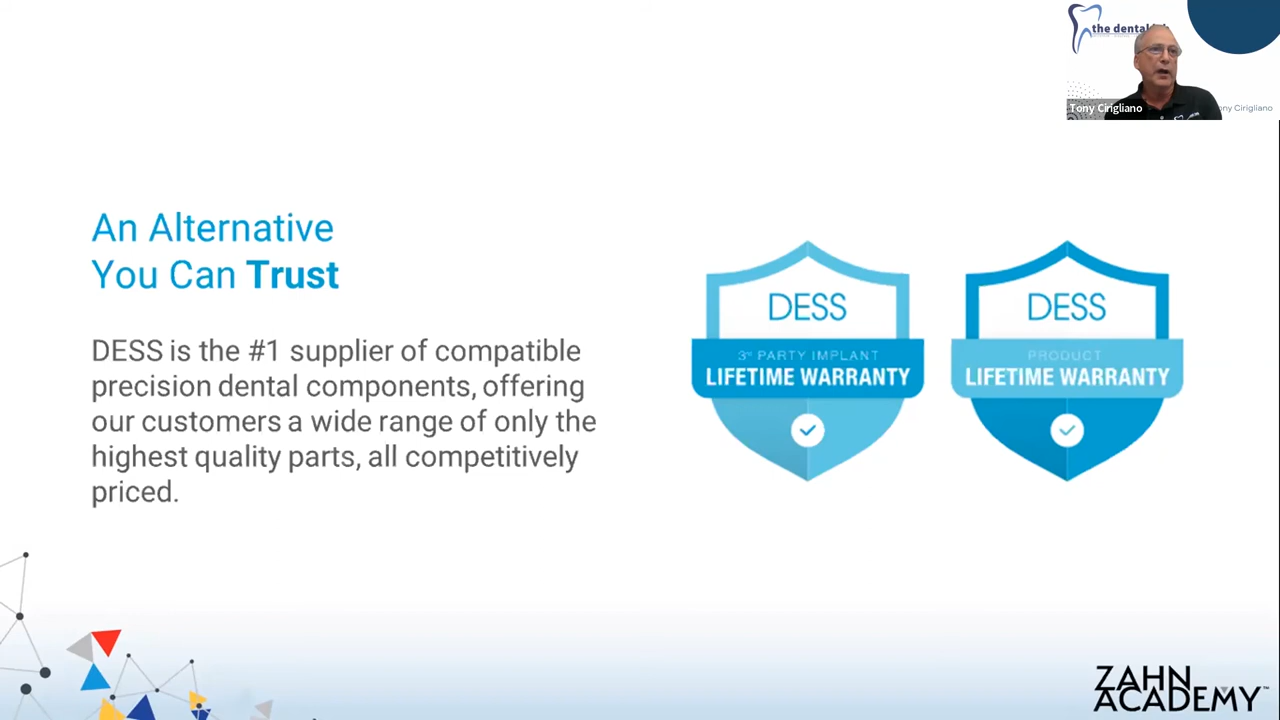 the dental
Tony Cirigliano
ony Cirigliano
An Alternative
You Can Trust
DESS is the #1 supplier of compatible
precision dental components, offering
our customers a wide range of only the
highest quality parts, all competitively
priced.
DESS
3rd PARTY IMPLANT
LIFETIME WARRANTY
DESS
PRODUCT
LIFETIME WARRANTY
ZAHN
ACADEMY™